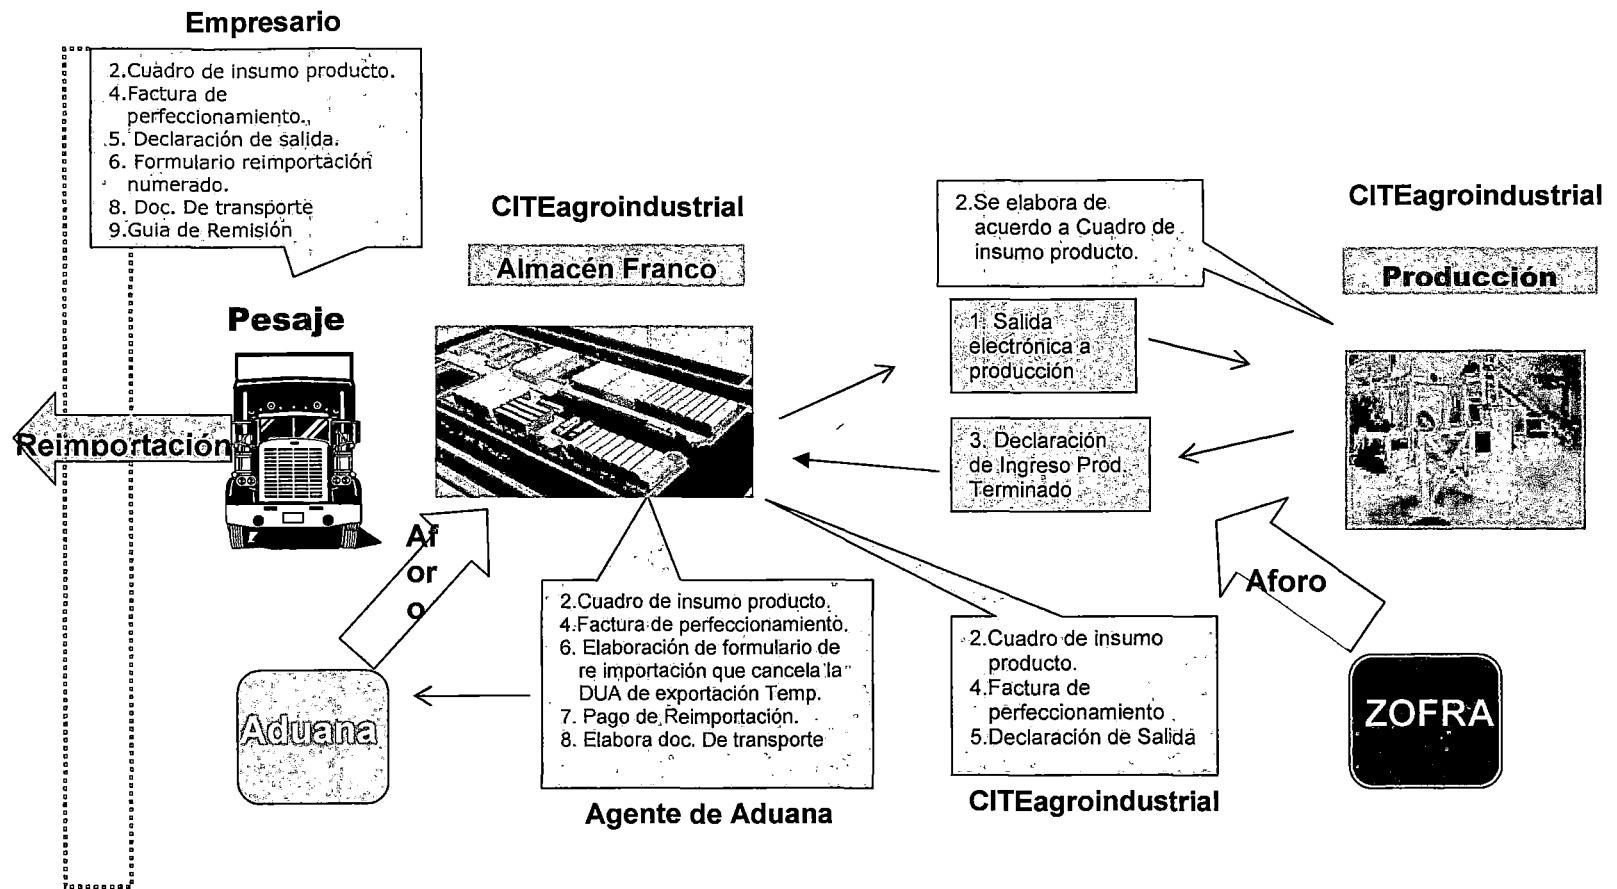 Empresario
2.Cuadro de insumo producto.
4.Factura de
perfeccionamiento.
5. Declaración de salida.
6. Formulario reimportación
numerado.
8. Doc. De transporte
9.Guia de Remisión
CITEagroindustrial
Almacén Franco
2.Se elabora de
acuerdo a Cuadro de
insumo producto.
CITEagroindustrial
Producción
Pesaje
1. Salida
electrónica a
producción
Reimportación
3. Declaración
de Ingreso Prod.
Terminado
Af
or
o
Aforo
2.Cuadro de insumo producto.
4.Factura de perfeccionamiento.
6. Elaboración de formulario de
re importación que cancela la
DUA de exportación Temp.
7. Pago de Reimportación.
8. Elabora doc. De transporte
Agente de Aduana
2.Cuadro de insumo
producto.
4.Factura de
perfeccionamiento
5.Declaración de Salida
CITEagroindustrial
Aduana
ZOFRA